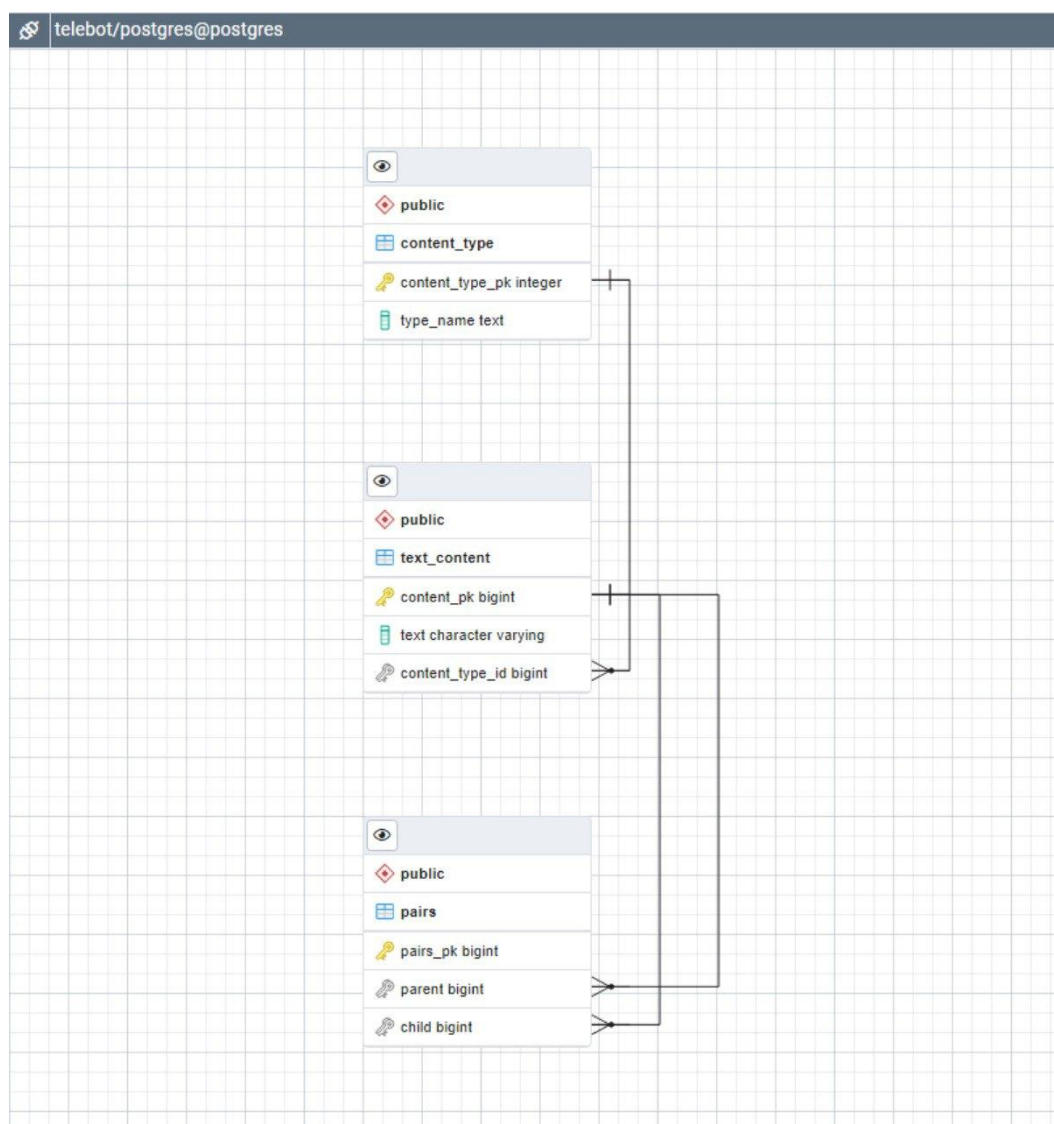 telebot/postgres@postgres
public
content_type
content_type_pk integer
type_name text
public
text_content
content_pk bigint
text character varying
content_type_id bigint
public
pairs
pairs_pk bigint
parent bigint
child bigint